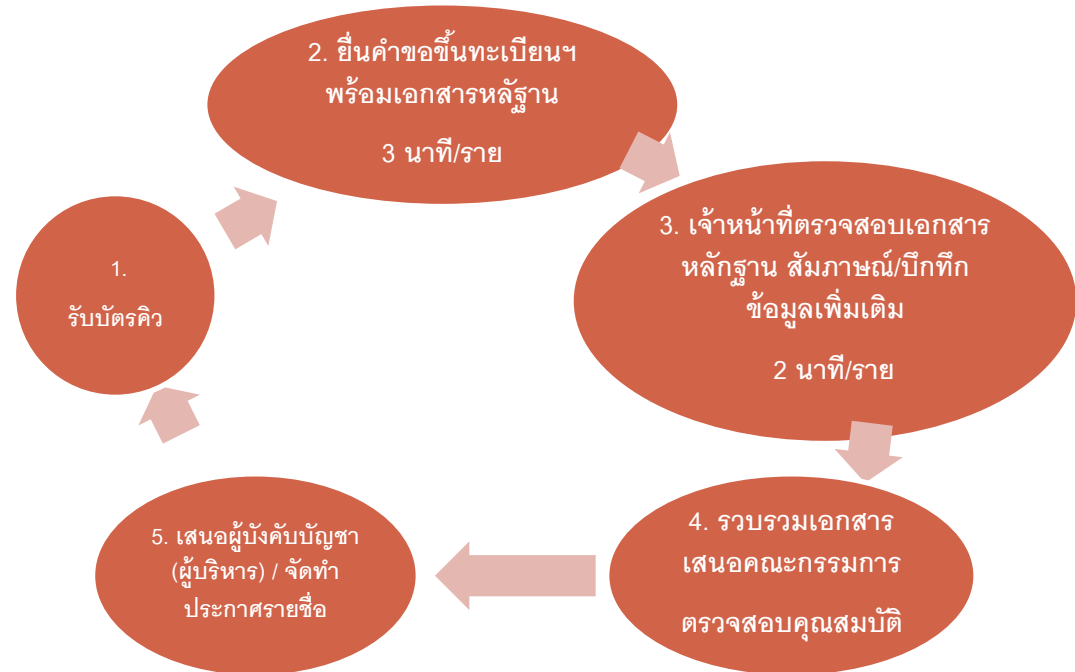 1.
รับบัตรคิว
2. ยื่นคำขอขึ้นทะเบียนฯ
พร้อมเอกสารหลัฐาน
3 นาที/ราย
3. เจ้าหน้าที่ตรวจสอบเอกสาร
หลักฐาน สัมภาษณ์/บึกทึก
ข้อมูลเพิ่มเติม
2 นาที/ราย
4. รวบรวมเอกสาร
เสนอคณะกรรมการ
ตรวจสอบคุณสมบัติ
5. เสนอผู้บังคับบัญชา
(ผู้บริหาร) / จัดทำ
ประกาศรายชื่อ